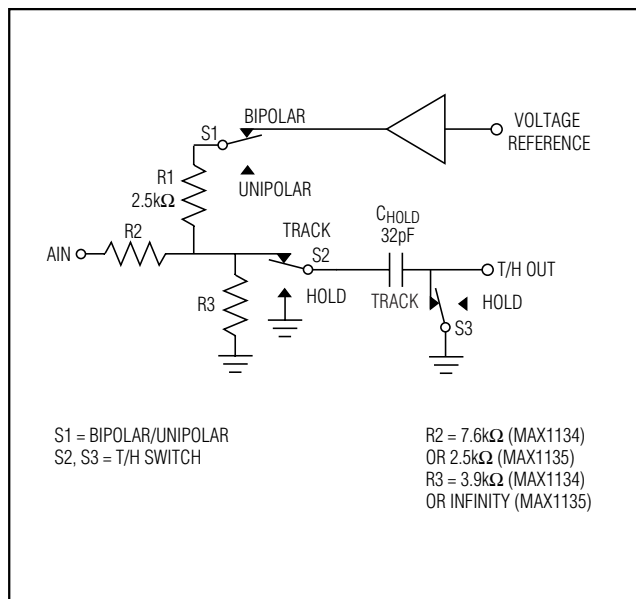 BIPOLAR
S1
VOLTAGE
REFERENCE
R1
2.5kΩ
UNIPOLAR
AIN
R2
TRACK
S2
CHOLD
32pF
T/H OUT
R3
HOLD
TRACK
HOLD
S3
S1 = BIPOLAR/UNIPOLAR
S2, S3 = T/H SWITCH
R2 = 7.6kΩ (MAX1134)
OR 2.5kΩ (MAX1135)
R3 = 3.9kΩ (MAX1134)
OR INFINITY (MAX1135)